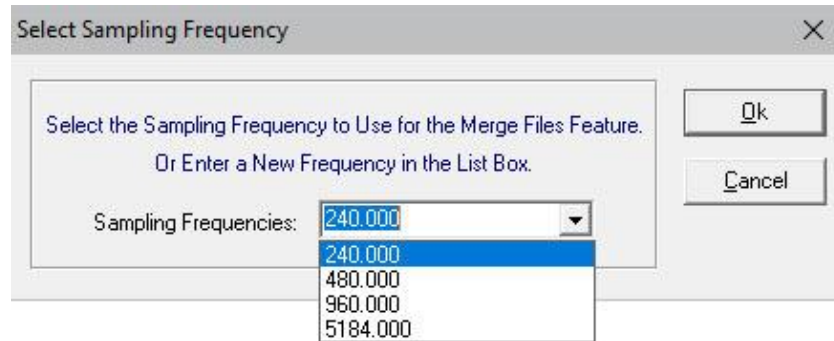 Select Sampling Frequency
Select the Sampling Frequency to Use for the Merge Files Feature.
Or Enter a New Frequency in the List Box.
Sampling Frequencies: 240.000
240.000
480.000
960.000
5184.000
Ok
Cancel